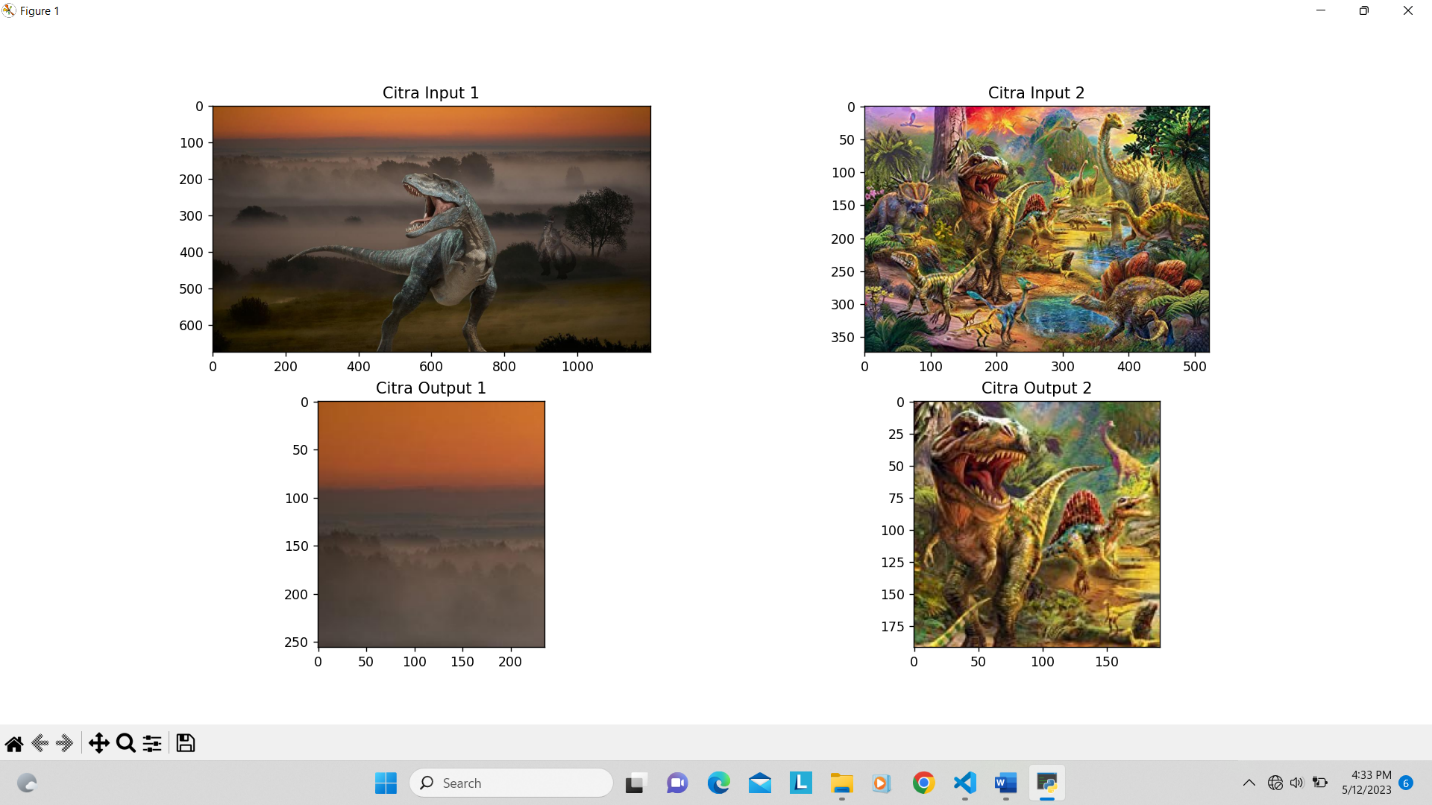 Figure 1
Citra Input 1
0
100
200
300
400
500
600
0 200 400 600 800 1000
Citra Input 2
0
50
100
150
200
250
300
350
0 100 200 300 400 500
Citra Output 1
0
50
100
150
200
250
0 50 100 150 200
Citra Output 2
0
25
50
75
100
125
150
175
0 50 100 150
Search
L
W
4:33 PM
5/12/2023
6